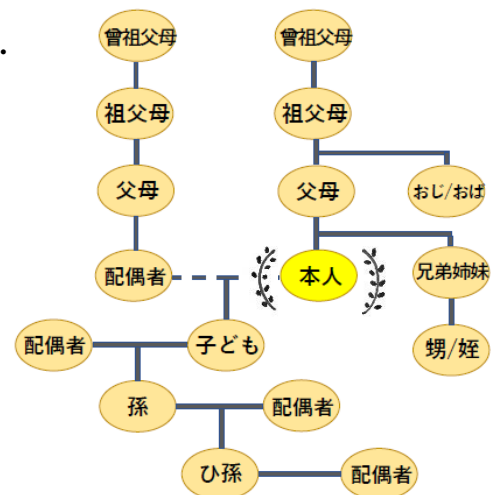 曾祖父母
曾祖父母
祖父母
祖父母
父母
父母
おじ/おば
配偶者
本人
兄弟姉妹
配偶者
子ども
甥/姪
孫
配偶者
ひ孫
配偶者